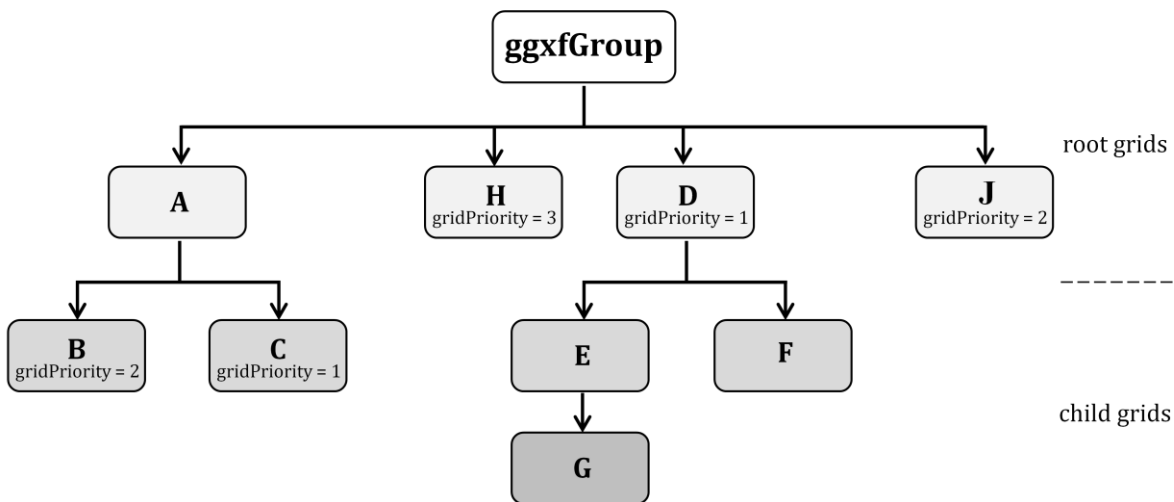 ggxfGroup
root grids
A
H
gridPriority = 3
D
gridPriority = 1
J
gridPriority = 2
B
gridPriority = 2
C
gridPriority = 1
E
F
child grids
G